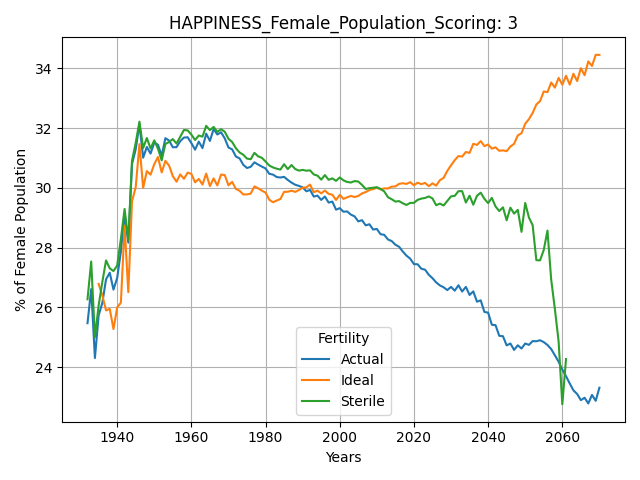 HAPPINESS_Female_Population_Scoring: 3
% of Female Population
34
32
30
28
26
24
Fertility
Actual
Ideal
Sterile
1940 1960 1980 2000 2020 2040 2060
Years